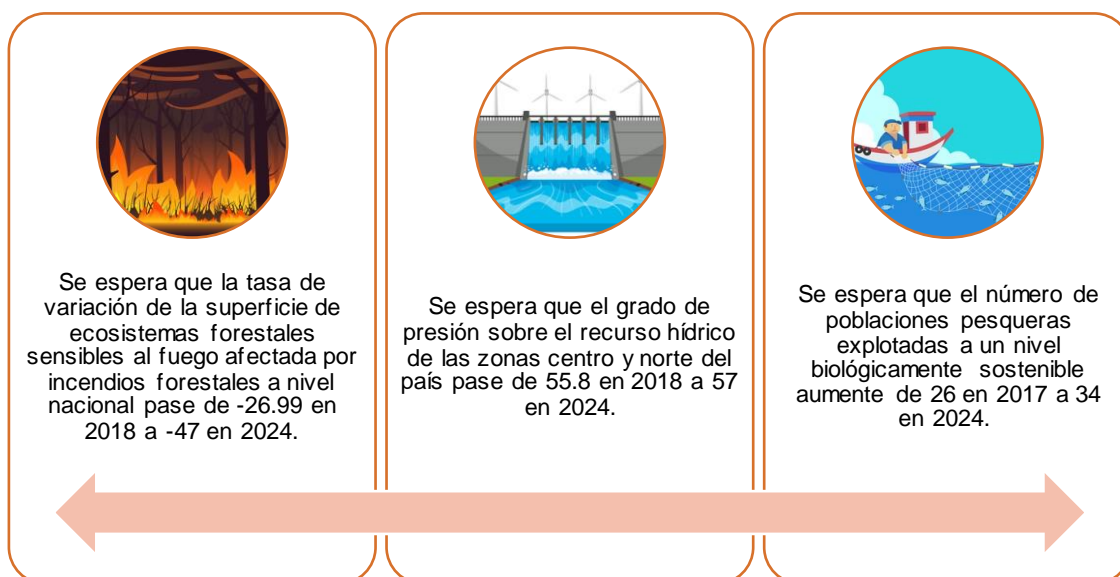 Se espera que la tasa de
variación de la superficie de
ecosistemas forestales
sensibles al fuego afectada por
incendios forestales a nivel
nacional pase de -26.99 en
2018 a -47 en 2024.
Se espera que el grado de
presión sobre el recurso hídrico
de las zonas centro y norte del
país pase de 55.8 en 2018 a 57
en 2024.
Se espera que el número de
poblaciones pesqueras
explotadas a un nivel
biológicamente sostenible
aumente de 26 en 2017 a 34
en 2024.